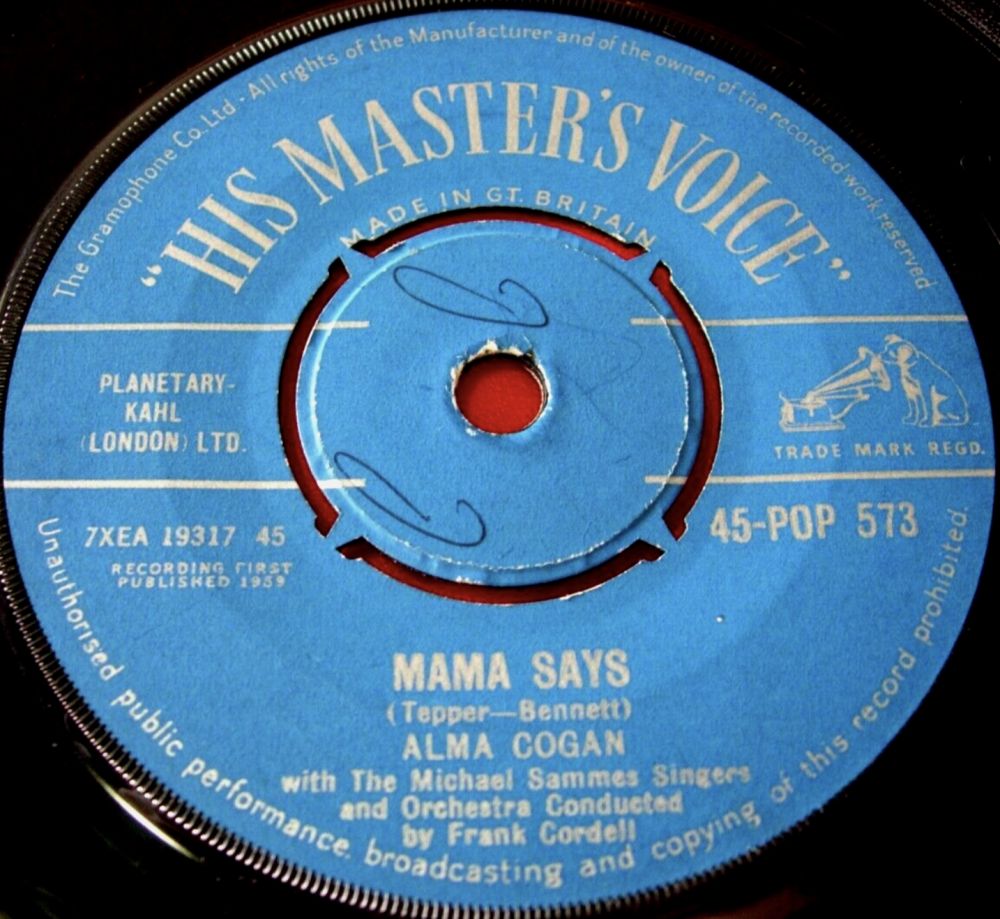 The Gramophone Co. Ltd · All rights of the Manufacturer and of the owner of the recorded work reserved
"HIS MASTER'S VOICE"
MADE IN GT. BRITAIN
PLANETARY-
KAHL
(LONDON) LTD.
TRADE MARK REGD.
7XEA 19317 45
RECORDING FIRST
PUBLISHED 1959
45-POP 573
MAMA SAYS
(Tepper—Bennett)
ALMA COGAN
with The Michael Sammes Singers
and Orchestra Conducted
by Frank Cordell
Unauthorised public performance, broadcasting and copying of this record prohibited.